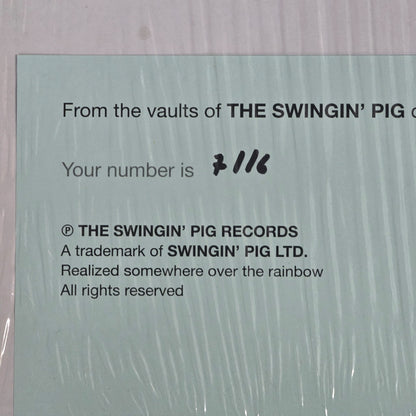 From the vaults of THE SWINGIN' PIG
Your number is 7116
℗ THE SWINGIN' PIG RECORDS
A trademark of SWINGIN' PIG LTD.
Realized somewhere over the rainbow
All rights reserved